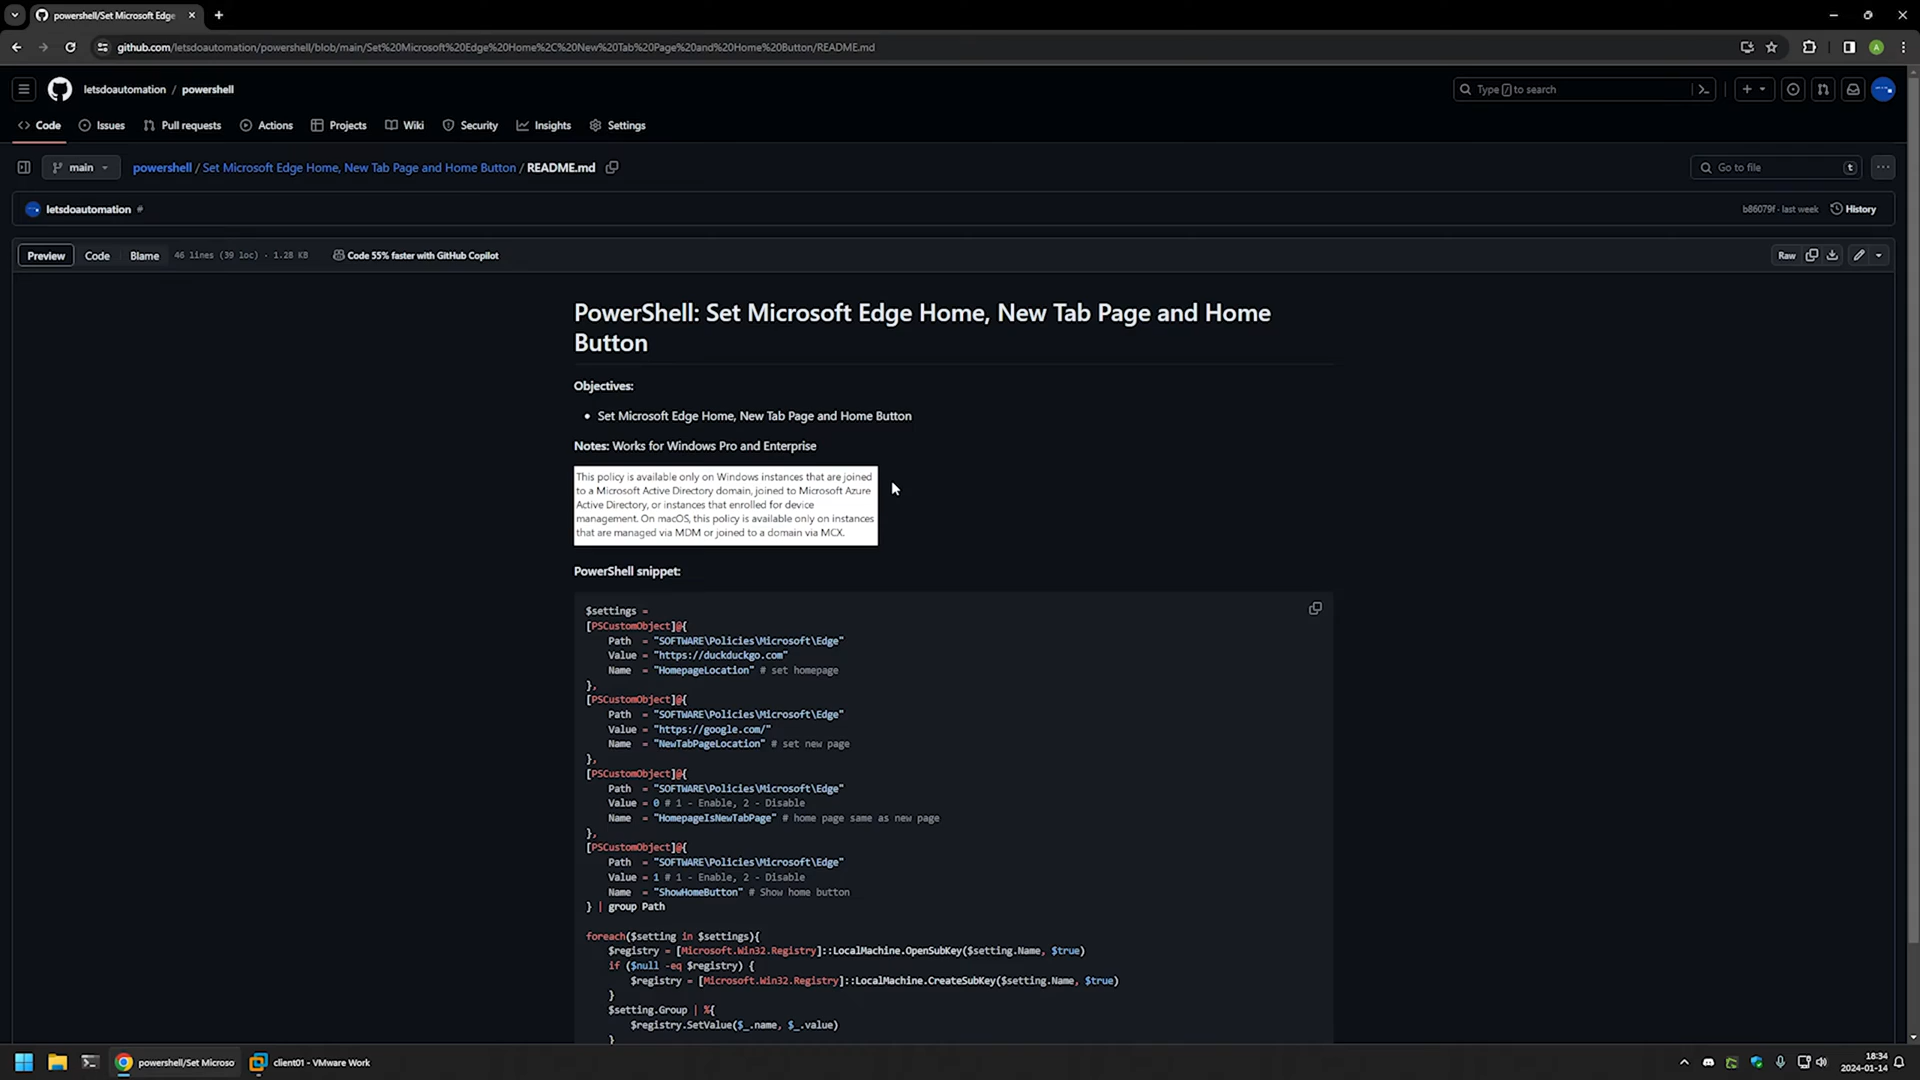 powershell/Set Microsoft Edge
github.com/letsdoautomation/powershell/blob/main/Set%20Microsoft%20Edge%20Home%2C%20New%20Tab%20Page%20and%20Home%20Button/README.md
A
letsdoautomation / powershell
Type / to search
Code Issues Pull requests Actions Projects Wiki Security Insights Settings
main
powershell / Set Microsoft Edge Home, New Tab Page and Home Button / README.md
Go to file t
letsdoautomation
b86079f · last week History
Preview Code Blame 46 lines (39 loc) · 1.28 KB Code 55% faster with GitHub Copilot
Raw
PowerShell: Set Microsoft Edge Home, New Tab Page and Home
Button
Objectives:
• Set Microsoft Edge Home, New Tab Page and Home Button
Notes: Works for Windows Pro and Enterprise
This policy is available only on Windows instances that are joined
to a Microsoft Active Directory domain, joined to Microsoft Azure
Active Directory, or instances that enrolled for device
management. On macOS, this policy is available only on instances
that are managed via MDM or joined to a domain via MCX.
PowerShell snippet:
$settings =
[PSCustomObject]@{
Path = "SOFTWARE\Policies\Microsoft\Edge"
Value = "https://duckduckgo.com"
Name = "HomepageLocation" # set homepage
},
[PSCustomObject]@{
Path = "SOFTWARE\Policies\Microsoft\Edge"
Value = "https://google.com/"
Name = "NewTabPageLocation" # set new page
},
[PSCustomObject]@{
Path = "SOFTWARE\Policies\Microsoft\Edge"
Value = 0 # 1 - Enable, 2 - Disable
Name = "HomepageIsNewTabPage" # home page same as new page
},
[PSCustomObject]@{
Path = "SOFTWARE\Policies\Microsoft\Edge"
Value = 1 # 1 - Enable, 2 - Disable
Name = "ShowHomeButton" # Show home button
} | group Path
foreach($setting in $settings){
$registry = [Microsoft.Win32.Registry]::LocalMachine.OpenSubKey($setting.Name, $true)
if ($null -eq $registry) {
$registry = [Microsoft.Win32.Registry]::LocalMachine.CreateSubKey($setting.Name, $true)
}
$setting.Group | %{
$registry.SetValue($_.name, $_.value)
}
powershell/Set Microso
client01 - VMware Work
18:34
2024-01-14